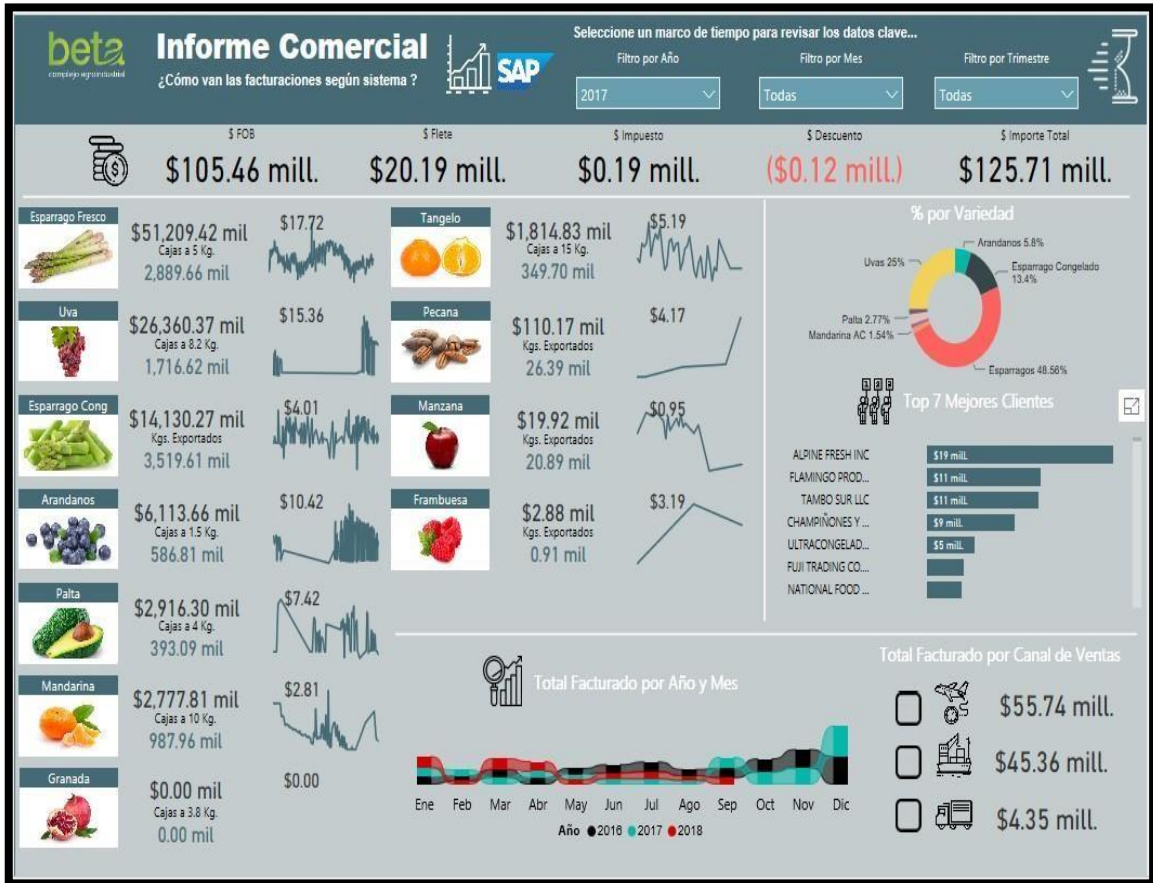 beta
complejo agroindustrial
Informe Comercial
¿Cómo van las facturaciones según sistema ?
SAP
Seleccione un marco de tiempo para revisar los datos clave...
Filtro por Año
2017
Filtro por Mes
Todas
Filtro por Trimestre
Todas
$ FOB
$105.46 mill.
$ Flete
$20.19 mill.
$ Impuesto
$0.19 mill.
$ Descuento
($0.12 mill.)
$ Importe Total
$125.71 mill.
Esparrago Fresco
$51,209.42 mil
Cajas a 5 Kg.
2,889.66 mil
$17.72
Uva
$26,360.37 mil
Cajas a 8.2 Kg.
1,716.62 mil
$15.36
Esparrago Cong
$14,130.27 mil
Kgs. Exportados
3,519.61 mil
$4.01
Arandanos
$6,113.66 mil
Cajas a 1.5 Kg.
586.81 mil
$10.42
Palta
$2,916.30 mil
Cajas a 4 Kg.
393.09 mil
$7.42
Mandarina
$2,777.81 mil
Cajas a 10 Kg.
987.96 mil
$2.81
Granada
$0.00 mil
Cajas a 3.8 Kg.
0.00 mil
$0.00
Tangelo
$1,814.83 mil
Cajas a 15 Kg.
349.70 mil
$5.19
Pecana
$110.17 mil
Kgs. Exportados
26.39 mil
$4.17
Manzana
$19.92 mil
Kgs. Exportados
20.89 mil
$0.95
Frambuesa
$2.88 mil
Kgs. Exportados
0.91 mil
$3.19
% por Variedad
Arandanos 5.8%
Esparrago Congelado
13.4%
Esparragos 48.56%
Mandarina AC 1.54%
Palta 2.77%
Uvas 25%
1 2 3
Top 7 Mejores Clientes
ALPINE FRESH INC $19 mill.
FLAMINGO PROD... $11 mill.
TAMBO SUR LLC $11 mill.
CHAMPIÑONES Y ... $9 mill.
ULTRACONGELAD... $5 mill.
FUJI TRADING CO....
NATIONAL FOOD ...
Total Facturado por Año y Mes
Ene Feb Mar Abr May Jun Jul Ago Sep Oct Nov Dic
Año 2016 2017 2018
Total Facturado por Canal de Ventas
$55.74 mill.
$45.36 mill.
$4.35 mill.